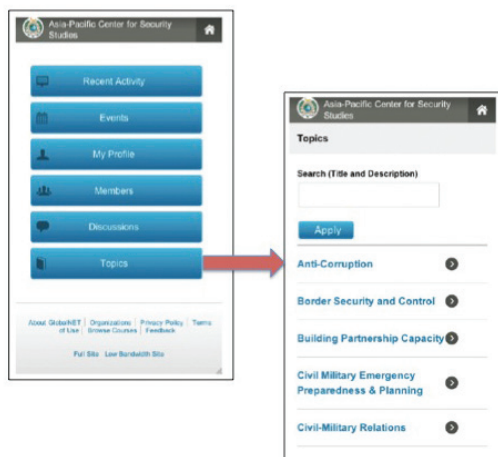 Asia-Pacific Center for Security
Studies
Recent Activity
Events
My Profile
Members
Discussions
Topics
About GlobalNET | Organizations | Privacy Policy | Terms
of Use | Browse Courses | Feedback
Full Site Low Bandwidth Site
Asia-Pacific Center for Security
Studies
Topics
Search (Title and Description)
Apply
Anti-Corruption
Border Security and Control
Building Partnership Capacity
Civil Military Emergency
Preparedness & Planning
Civil-Military Relations